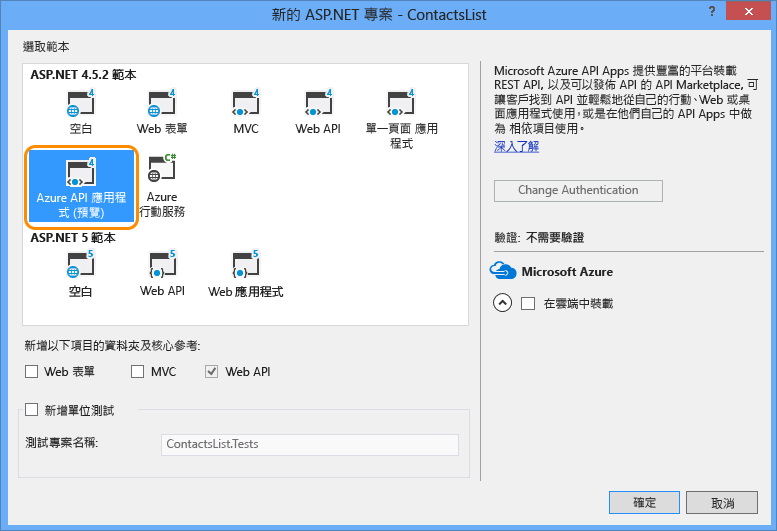 新的 ASP.NET 專案 - ContactsList
?
選取範本
ASP.NET 4.5.2 範本
4 4 4 4 4
空白 Web 表單 MVC Web API 單一頁面 應用
程式
4 C#
Azure API 應用程 Azure
式 (預覽) 行動服務
ASP.NET 5 範本
5 5 5
空白 Web API Web 應用程式
新增以下項目的資料夾及核心參考:
Web 表單 MVC Web API
新增單位測試
測試專案名稱: ContactsList.Tests
Microsoft Azure API Apps 提供豐富的平台裝載
REST API, 以及可以發佈 API 的 API Marketplace, 可
讓客戶找到 API 並輕鬆地從自己的行動、Web 或桌
面應用程式使用，或是在他們自己的 API Apps 中做
為 相依項目使用。
深入了解
Change Authentication
驗證: 不需要驗證
Microsoft Azure
在雲端中裝載
確定 取消